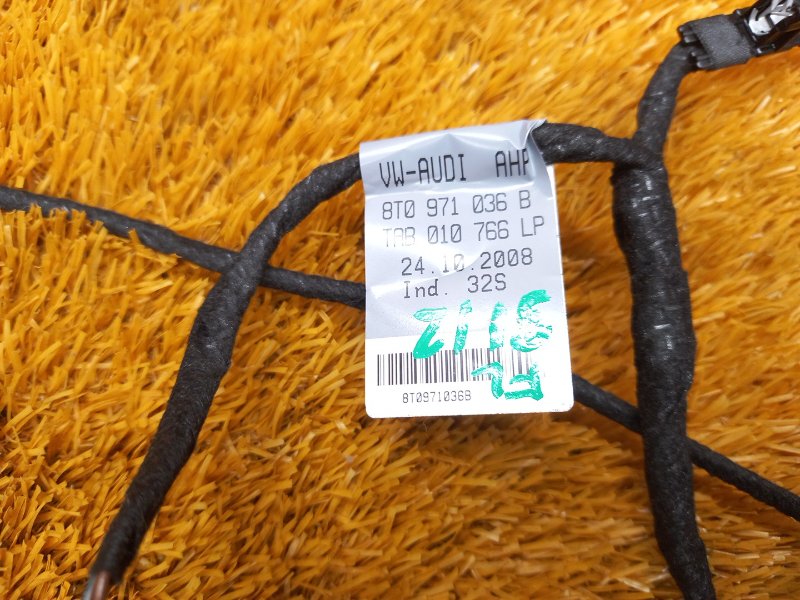 VW-AUDI AHP
8T0 971 036 B
TAB 010 766 LP
24.10.2008
Ind. 32S
8T0971036B